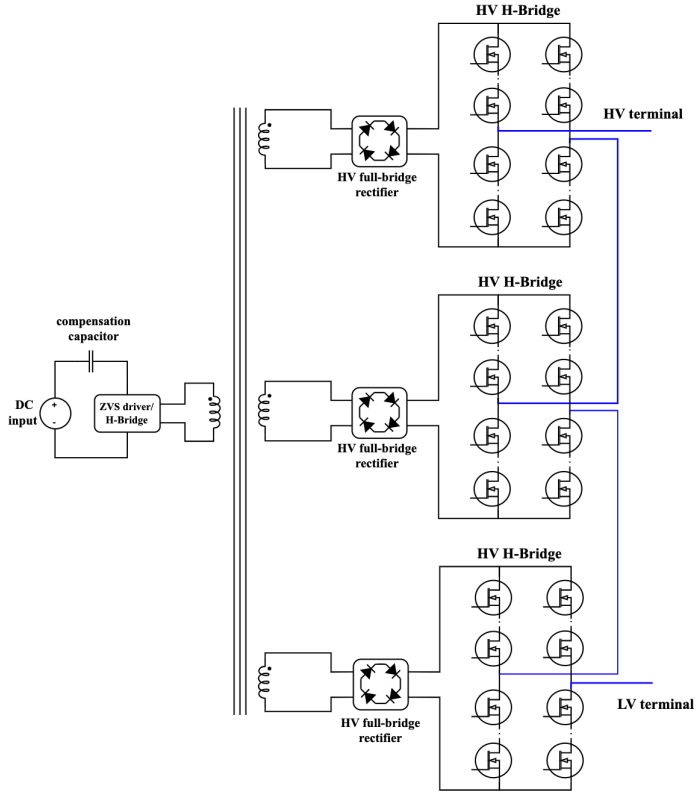 HV H-Bridge
HV terminal
HV full-bridge
rectifier
HV H-Bridge
compensation
capacitor
DC
input
+
-
ZVS driver/
H-Bridge
HV full-bridge
rectifier
HV H-Bridge
LV terminal
HV full-bridge
rectifier